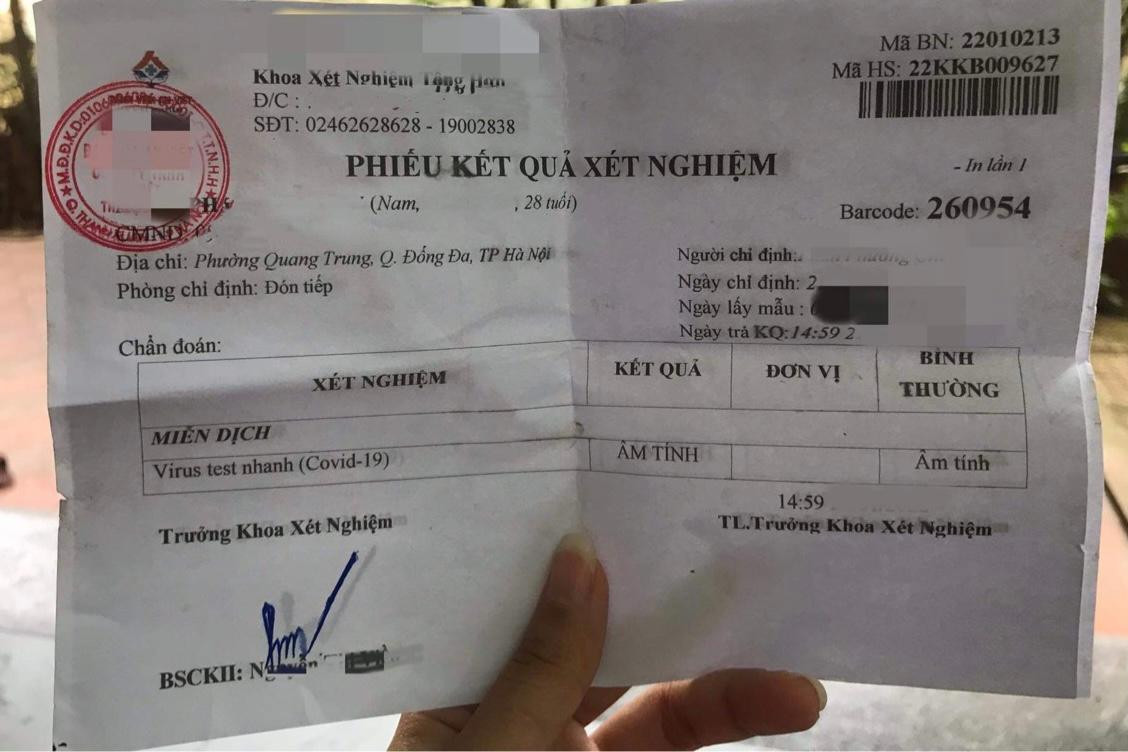 Mã BN: 22010213
Mã HS: 22KKB009627
Khoa Xét Nghiệm
Đ/C : .
SĐT: 02462628628 - 19002838
PHIẾU KẾT QUẢ XÉT NGHIỆM
- In lần 1
(Nam, , 28 tuổi)
Barcode: 260954
CMND
Địa chỉ: Phường Quang Trung, Q. Đống Đa, TP Hà Nội
Người chỉ định:
Phòng chỉ định: Đón tiếp
Ngày chỉ định: 2
Ngày lấy mẫu :
Ngày trả KQ:14:59 2
Chẩn đoán:
XÉT NGHIỆM KẾT QUẢ ĐƠN VỊ BÌNH THƯỜNG
MIỄN DỊCH
Virus test nhanh (Covid-19) ÂM TÍNH Âm tính
14:59
Trưởng Khoa Xét Nghiệm TL.Trưởng Khoa Xét Nghiệm
BSCKII: